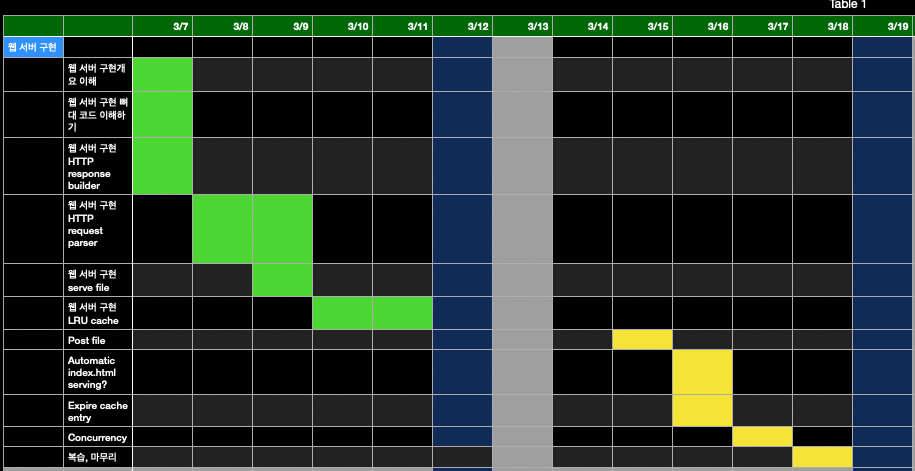 Table 1
3/7 3/8 3/9 3/10 3/11 3/12 3/13 3/14 3/15 3/16 3/17 3/18 3/19
웹 서버 구현
웹 서버 구현개
요 이해
웹 서버 구현 뼈
대 코드 이해하
기
웹 서버 구현
HTTP
response
builder
웹 서버 구현
HTTP
request
parser
웹 서버 구현
serve file
웹 서버 구현
LRU cache
Post file
Automatic
index.html
serving?
Expire cache
entry
Concurrency
복습, 마무리